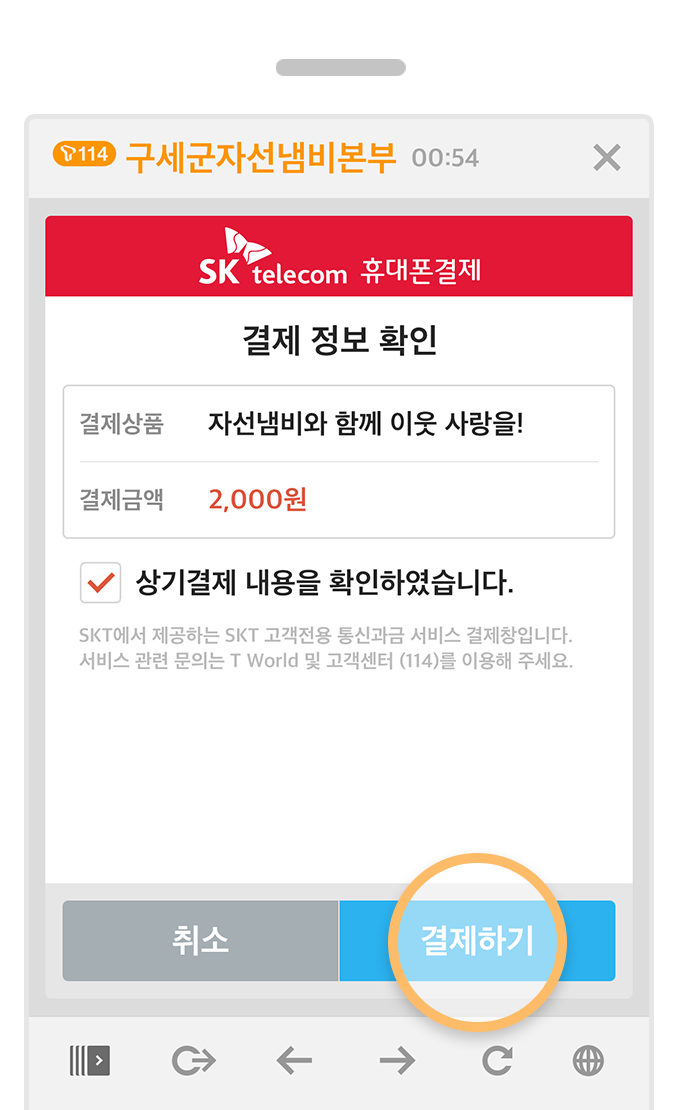 114 구세군자선냄비본부 00:54
SK telecom 휴대폰결제
결제 정보 확인
결제상품 자선냄비와 함께 이웃 사랑을!
결제금액 2,000원
상기결제 내용을 확인하였습니다.
SKT에서 제공하는 SKT 고객전용 통신과금 서비스 결제창입니다.
서비스 관련 문의는 T World 및 고객센터 (114)를 이용해 주세요.
취소 결제하기